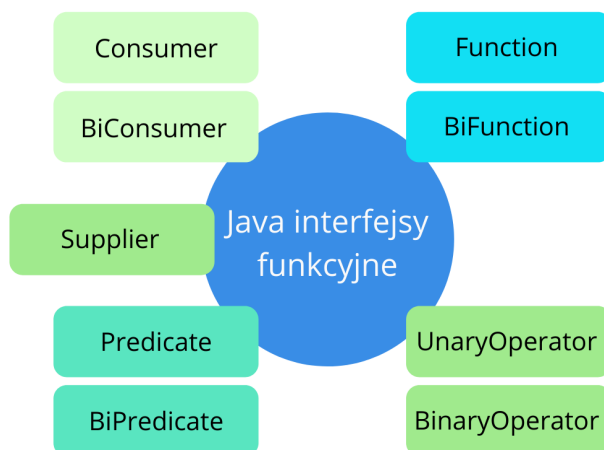 Consumer
Function
BiConsumer
BiFunction
Supplier
Java interfejsy
funkcyjne
Predicate
UnaryOperator
BiPredicate
BinaryOperator